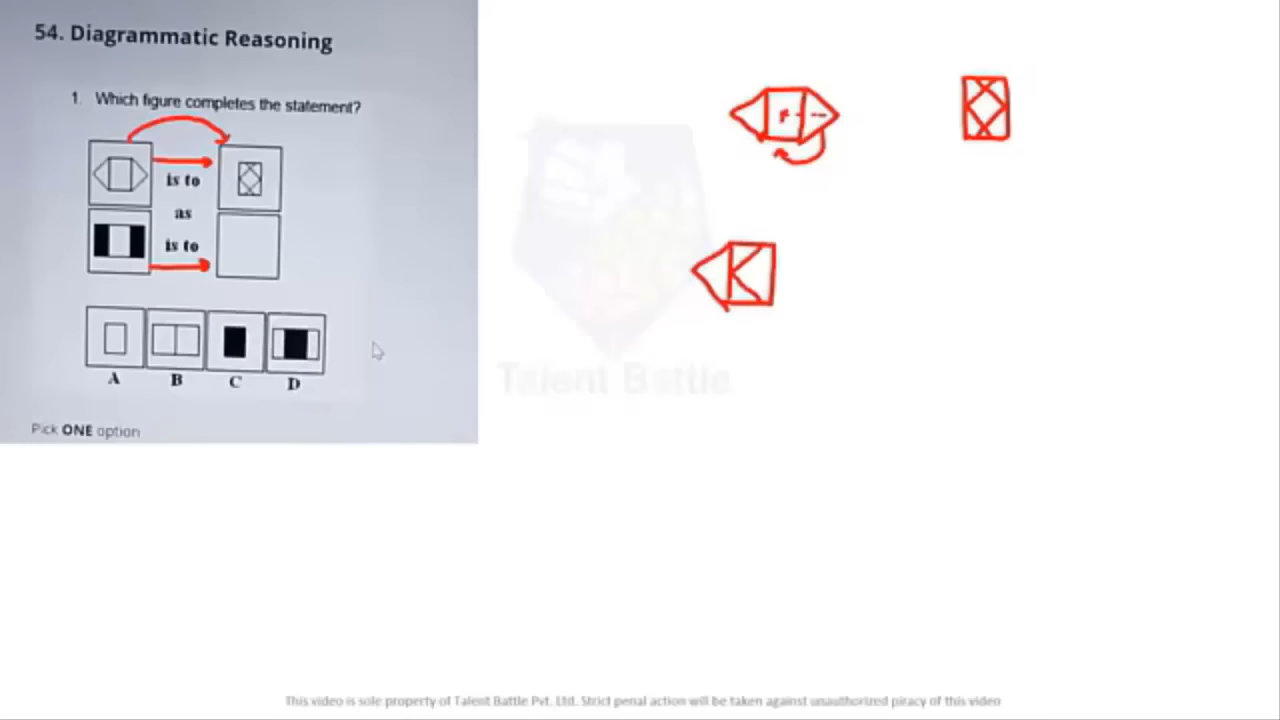 54. Diagrammatic Reasoning
1. Which figure completes the statement?
is to
as
is to
A B C D
Pick ONE option
Talent Battle
This video is sole property of Talent Battle Pvt. Ltd. Strict penal action will be taken against unauthorized piracy of this video